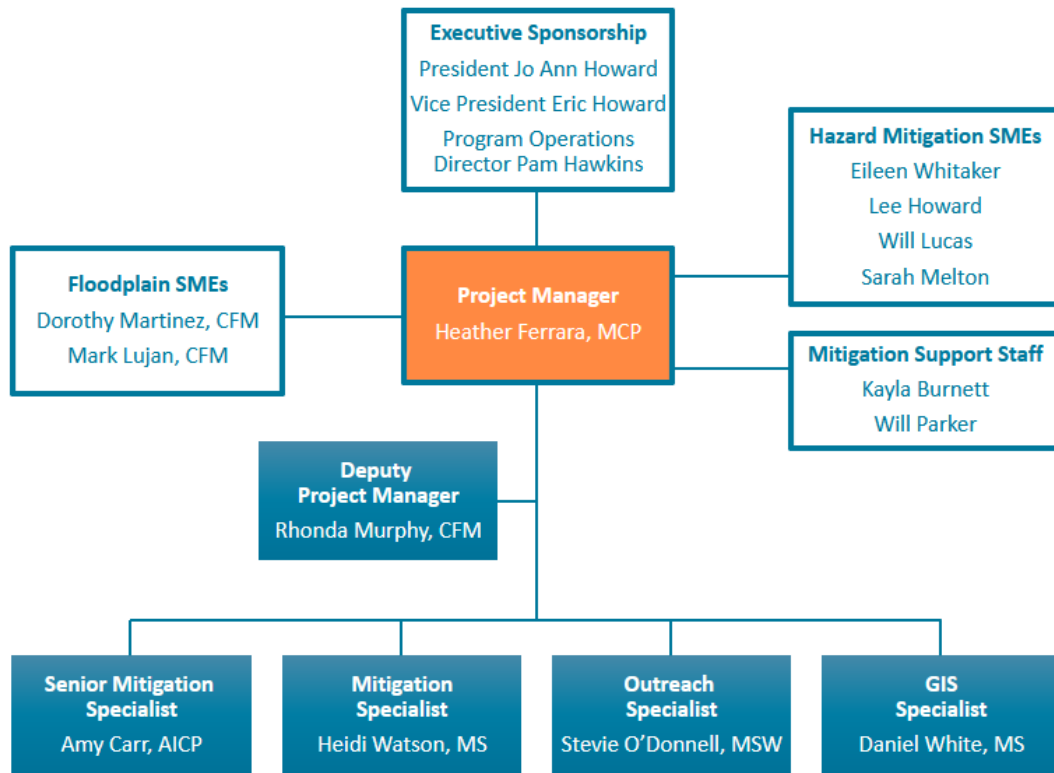 Executive Sponsorship
President Jo Ann Howard
Vice President Eric Howard
Program Operations
Director Pam Hawkins
Hazard Mitigation SMEs
Eileen Whitaker
Lee Howard
Will Lucas
Sarah Melton
Floodplain SMEs
Dorothy Martinez, CFM
Mark Lujan, CFM
Project Manager
Heather Ferrara, MCP
Mitigation Support Staff
Kayla Burnett
Will Parker
Deputy
Project Manager
Rhonda Murphy, CFM
Senior Mitigation
Specialist
Amy Carr, AICP
Mitigation
Specialist
Heidi Watson, MS
Outreach
Specialist
Stevie O’Donnell, MSW
GIS
Specialist
Daniel White, MS